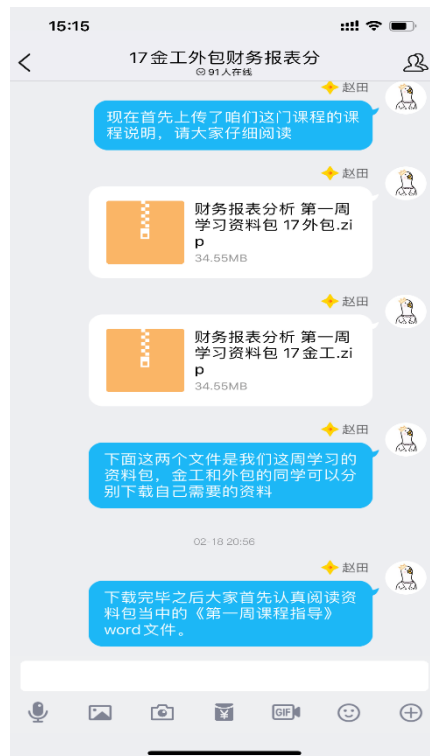 15:15
17金工外包财务报表分
91人在线
赵田
现在首先上传了咱们这门课程的课
程说明，请大家仔细阅读
赵田
财务报表分析 第一周
学习资料包 17外包.zi
p
34.55MB
赵田
财务报表分析 第一周
学习资料包 17金工.zi
p
34.55MB
赵田
下面这两个文件是我们这周学习的
资料包，金工和外包的同学可以分
别下载自己需要的资料
02-18 20:56
赵田
下载完毕之后大家首先认真阅读资
料包当中的《第一周课程指导》
word文件。
GIF